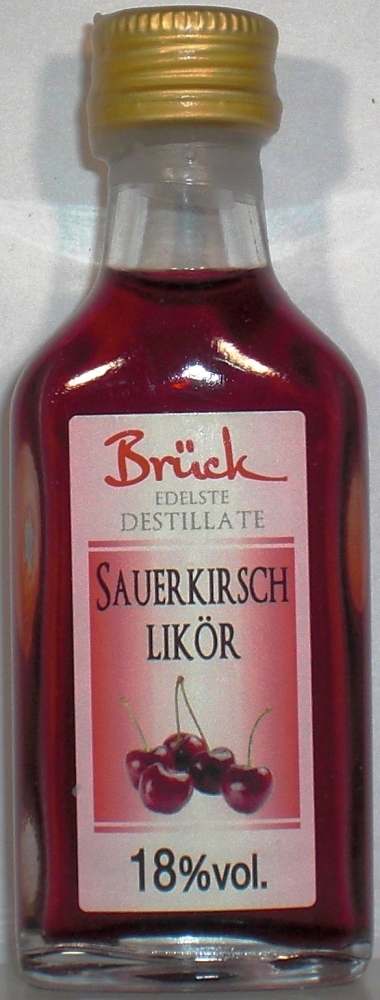 Brück
EDELSTE
DESTILLATE
SAUERKIRSCH
LIKÖR
18%vol.